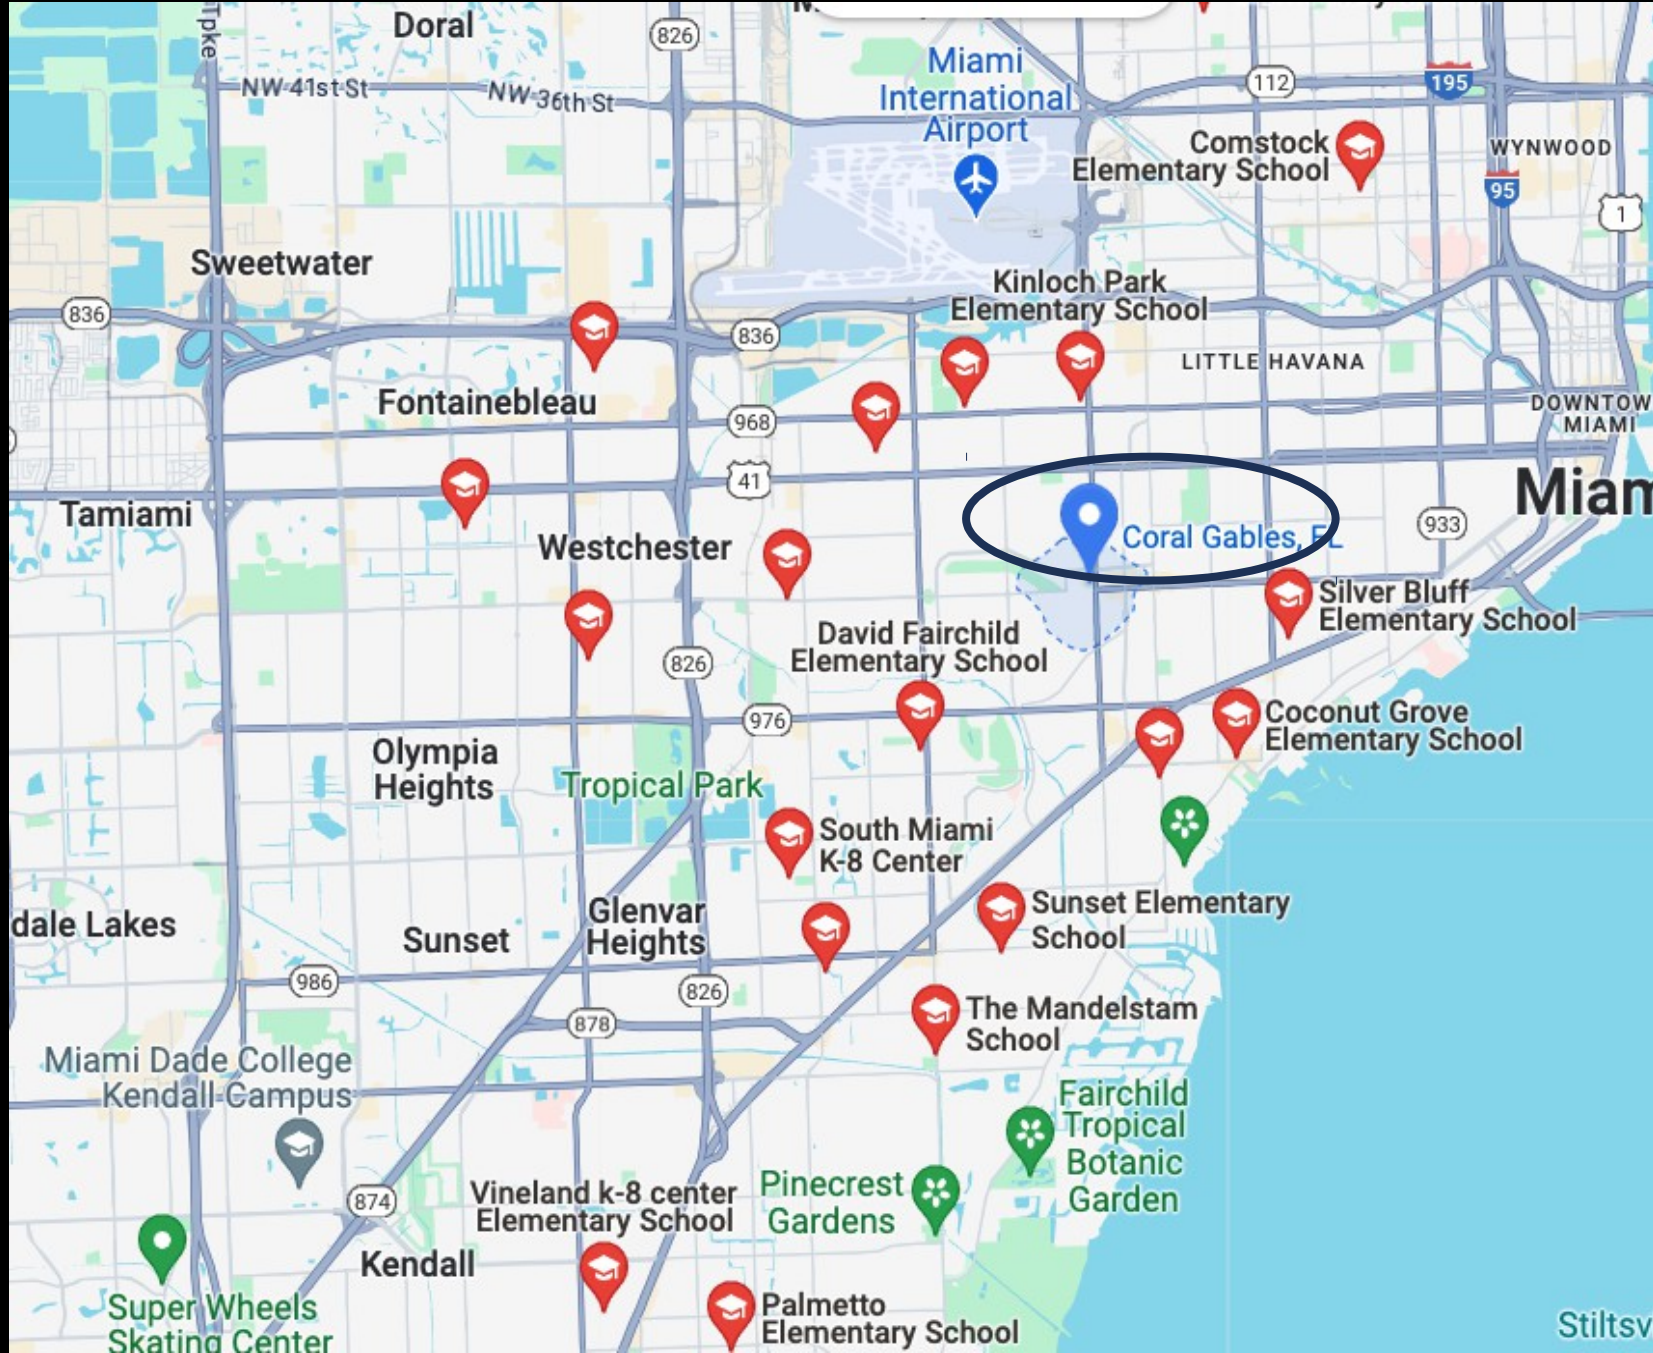 Tpke
Doral
826
Miami
International
Airport
112
195
NW 41st St
NW 36th St
Comstock
Elementary School
WYNWOOD
95
1
Sweetwater
Kinloch Park
Elementary School
836
836
LITTLE HAVANA
Fontainebleau
968
DOWNTOW
MIAMI
41
Miam
Tamiami
933
Westchester
Coral Gables, FL
Silver Bluff
Elementary School
David Fairchild
Elementary School
826
976
Coconut Grove
Elementary School
Olympia
Heights
Tropical Park
South Miami
K-8 Center
dale Lakes
Sunset
Glenvar
Heights
Sunset Elementary
School
986
826
878
The Mandelstam
School
Miami Dade College
Kendall Campus
Fairchild
Tropical
Botanic
Garden
874
Vineland k-8 center
Elementary School
Pinecrest
Gardens
Kendall
Super Wheels
Skating Center
Palmetto
Elementary School
Stiltsv